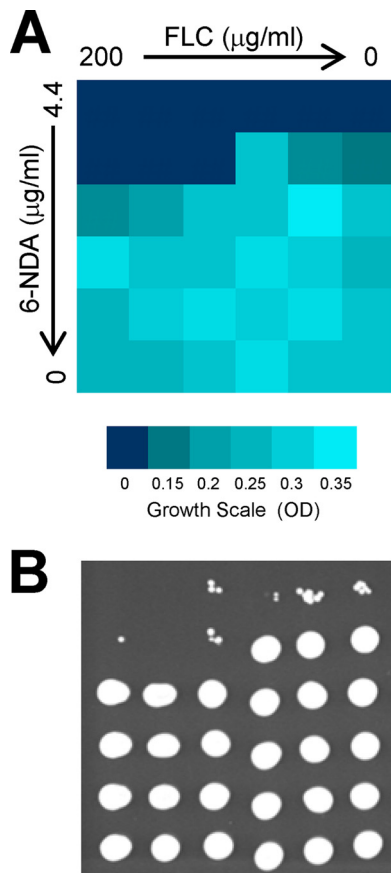 A
FLC (µg/ml)
200 0
4.4
6-NDA (µg/ml)
0
0 0.15 0.2 0.25 0.3 0.35
Growth Scale (OD)
B